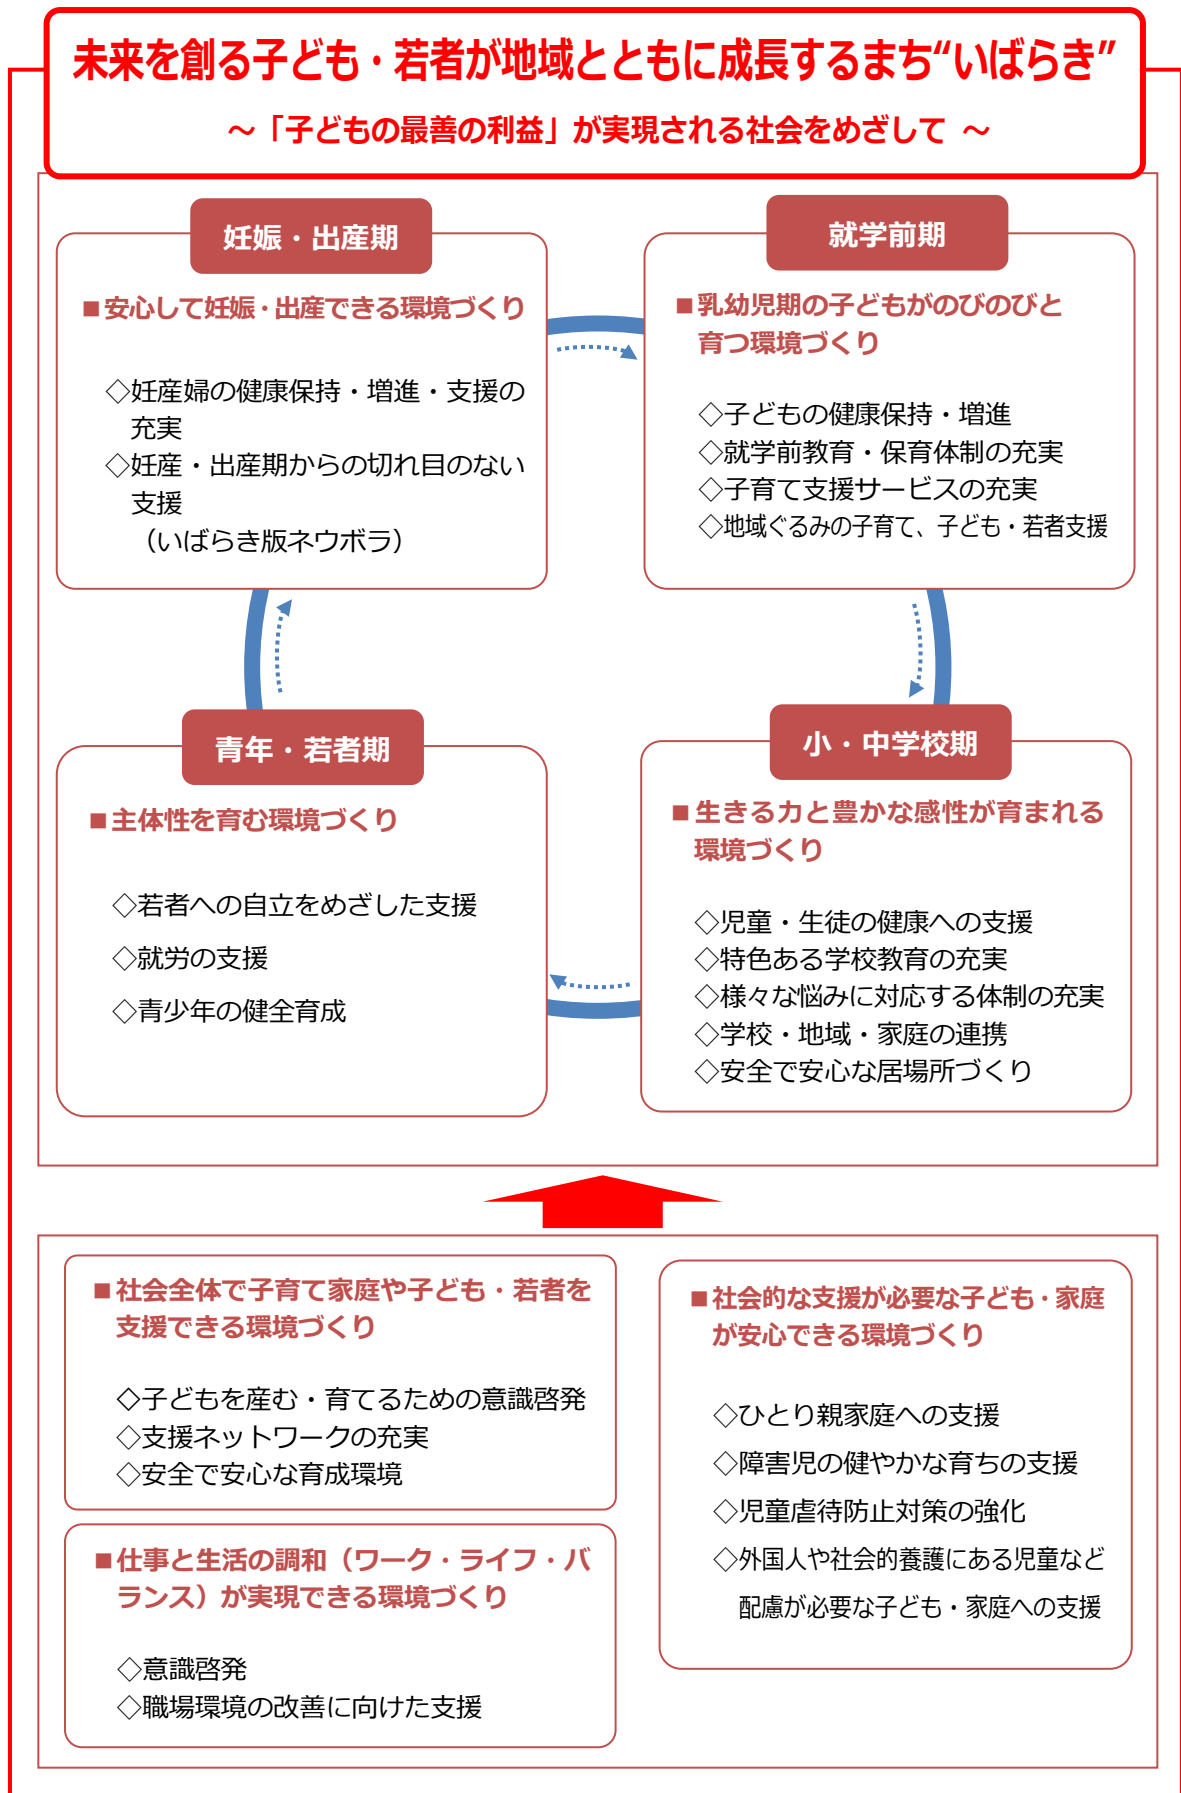 未来を創る子ども・若者が地域とともに成長するまち“いばらき”
～「子どもの最善の利益」が実現される社会をめざして ～
妊娠・出産期
■安心して妊娠・出産できる環境づくり
◇妊産婦の健康保持・増進・支援の
充実
◇妊産・出産期からの切れ目のない
支援
（いばらき版ネウボラ）
就学前期
■乳幼児期の子どもがのびのびと
育つ環境づくり
◇子どもの健康保持・増進
◇就学前教育・保育体制の充実
◇子育て支援サービスの充実
◇地域ぐるみの子育て、子ども・若者支援
青年・若者期
■主体性を育む環境づくり
◇若者への自立をめざした支援
◇就労の支援
◇青少年の健全育成
小・中学校期
■生きる力と豊かな感性が育まれる
環境づくり
◇児童・生徒の健康への支援
◇特色ある学校教育の充実
◇様々な悩みに対応する体制の充実
◇学校・地域・家庭の連携
◇安全で安心な居場所づくり
■社会全体で子育て家庭や子ども・若者を
支援できる環境づくり
◇子どもを産む・育てるための意識啓発
◇支援ネットワークの充実
◇安全で安心な育成環境
■仕事と生活の調和（ワーク・ライフ・バ
ランス）が実現できる環境づくり
◇意識啓発
◇職場環境の改善に向けた支援
■社会的な支援が必要な子ども・家庭
が安心できる環境づくり
◇ひとり親家庭への支援
◇障害児の健やかな育ちの支援
◇児童虐待防止対策の強化
◇外国人や社会的養護にある児童など
配慮が必要な子ども・家庭への支援